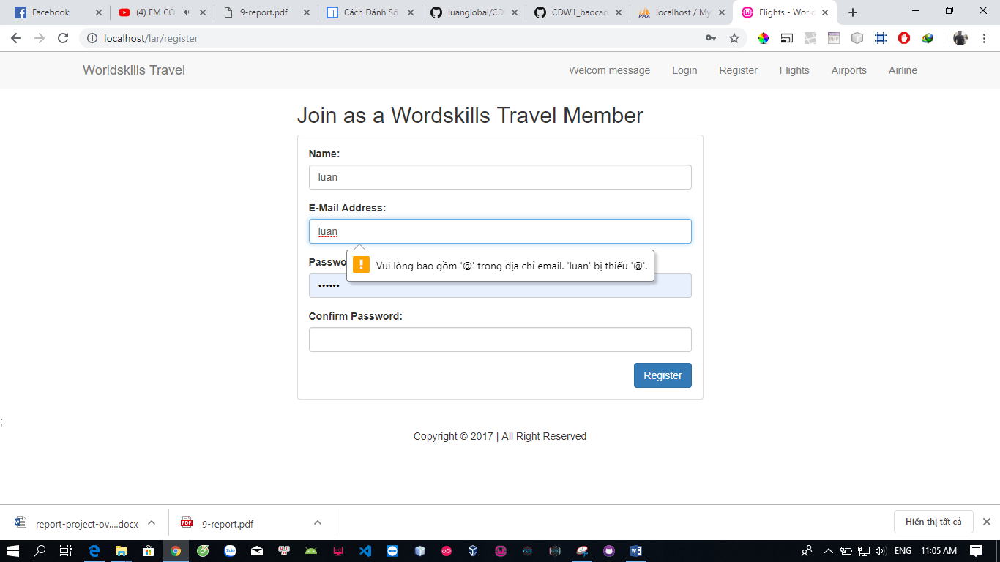 Facebook
(4) EM CÓ
9-report.pdf
Cách Đánh Số
luanglobal/CD
CDW1_baocao
localhost / My
Flights - World
localhost/lar/register
Worldskills Travel
Welcom message
Login
Register
Flights
Airports
Airline
Join as a Wordskills Travel Member
Name:
luan
E-Mail Address:
luan
Passwo
Vui lòng bao gồm '@' trong địa chỉ email. 'luan' bị thiếu '@'.
••••••
Confirm Password:
Register
;
Copyright © 2017 | All Right Reserved
report-project-ov....docx
9-report.pdf
Hiển thị tất cả
ENG
11:05 AM